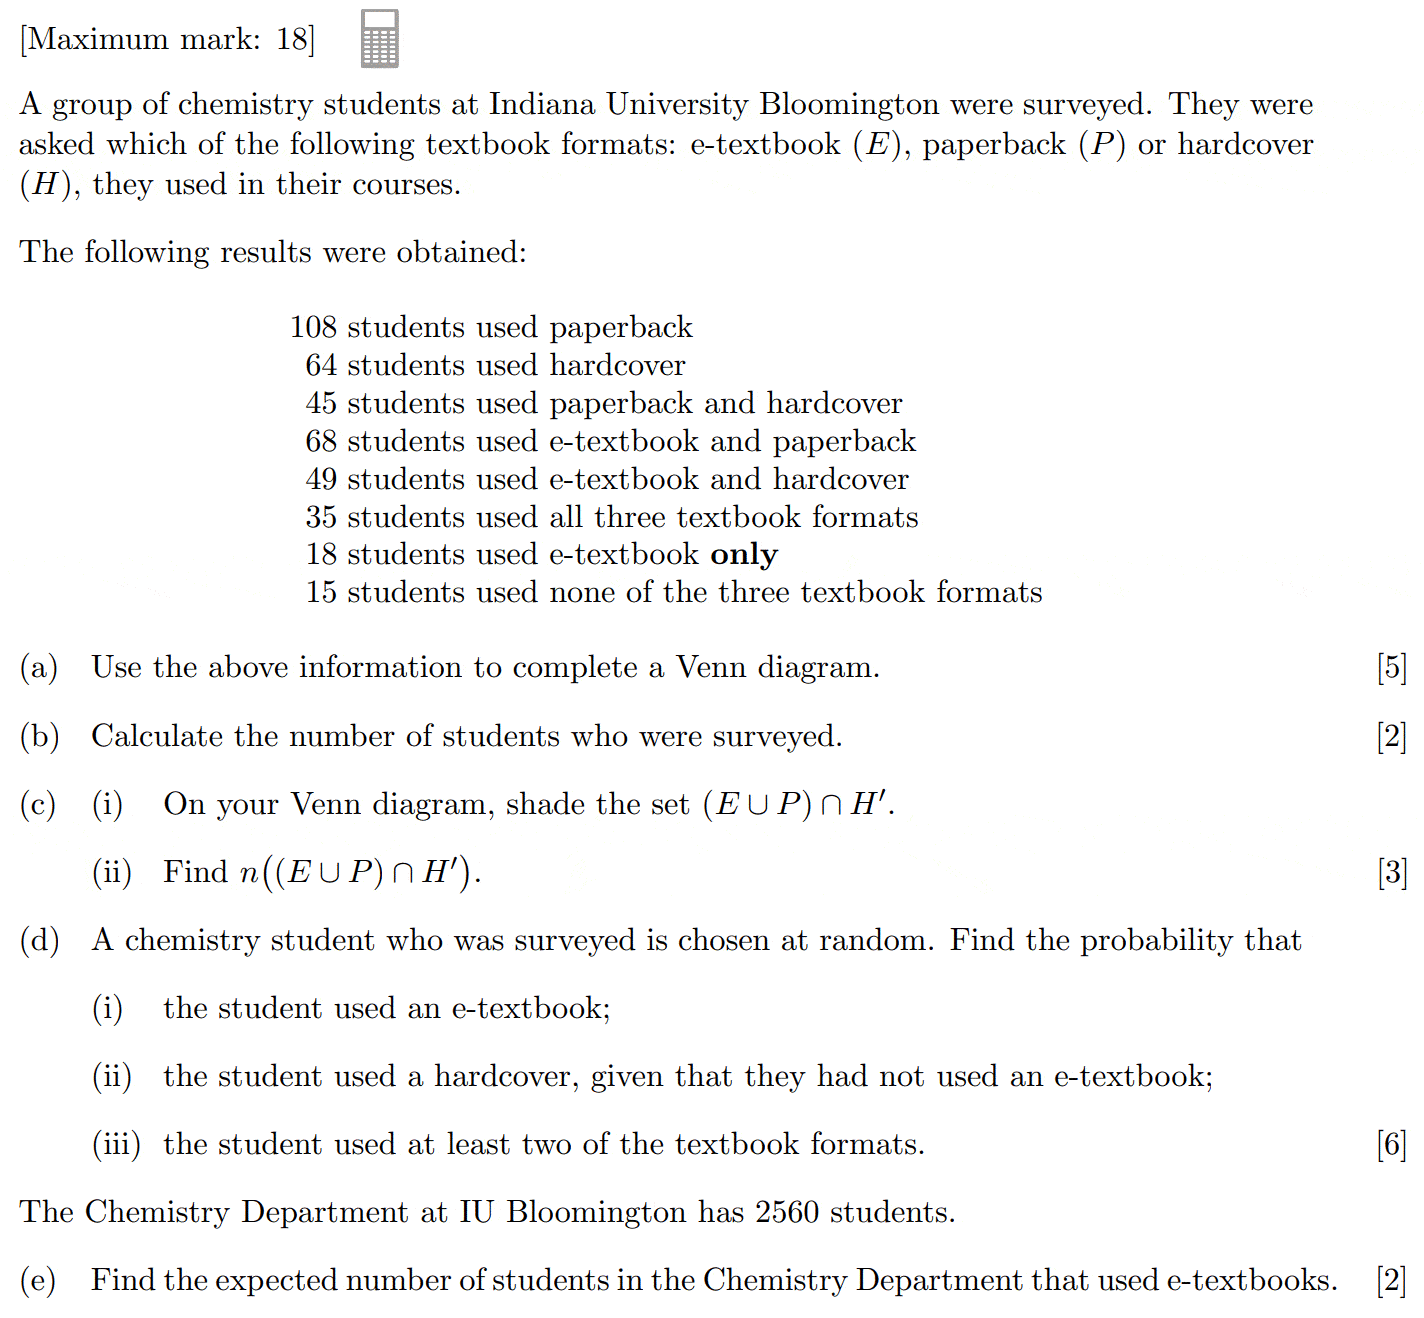 [Maximum mark: 18]
A group of chemistry students at Indiana University Bloomington were surveyed. They were
asked which of the following textbook formats: e-textbook (E), paperback (P) or hardcover
(H), they used in their courses.
The following results were obtained:
108 students used paperback
64 students used hardcover
45 students used paperback and hardcover
68 students used e-textbook and paperback
49 students used e-textbook and hardcover
35 students used all three textbook formats
18 students used e-textbook only
15 students used none of the three textbook formats
(a) Use the above information to complete a Venn diagram. [5]
(b) Calculate the number of students who were surveyed. [2]
(c) (i) On your Venn diagram, shade the set (E ∪ P) ∩ H′.
(ii) Find n((E ∪ P) ∩ H′). [3]
(d) A chemistry student who was surveyed is chosen at random. Find the probability that
(i) the student used an e-textbook;
(ii) the student used a hardcover, given that they had not used an e-textbook;
(iii) the student used at least two of the textbook formats. [6]
The Chemistry Department at IU Bloomington has 2560 students.
(e) Find the expected number of students in the Chemistry Department that used e-textbooks. [2]